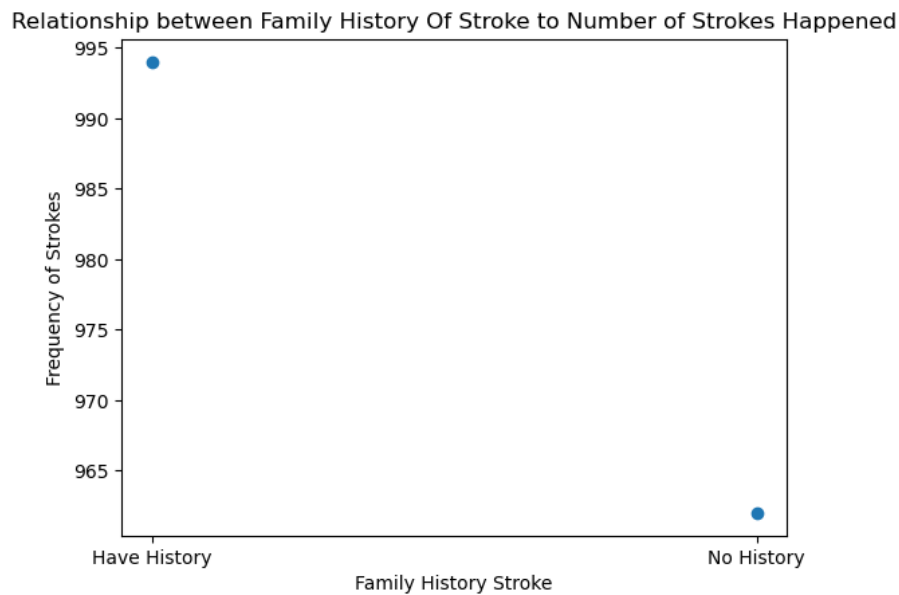 Relationship between Family History Of Stroke to Number of Strokes Happened
995
990
985
980
975
970
965
Frequency of Strokes
Have History
No History
Family History Stroke